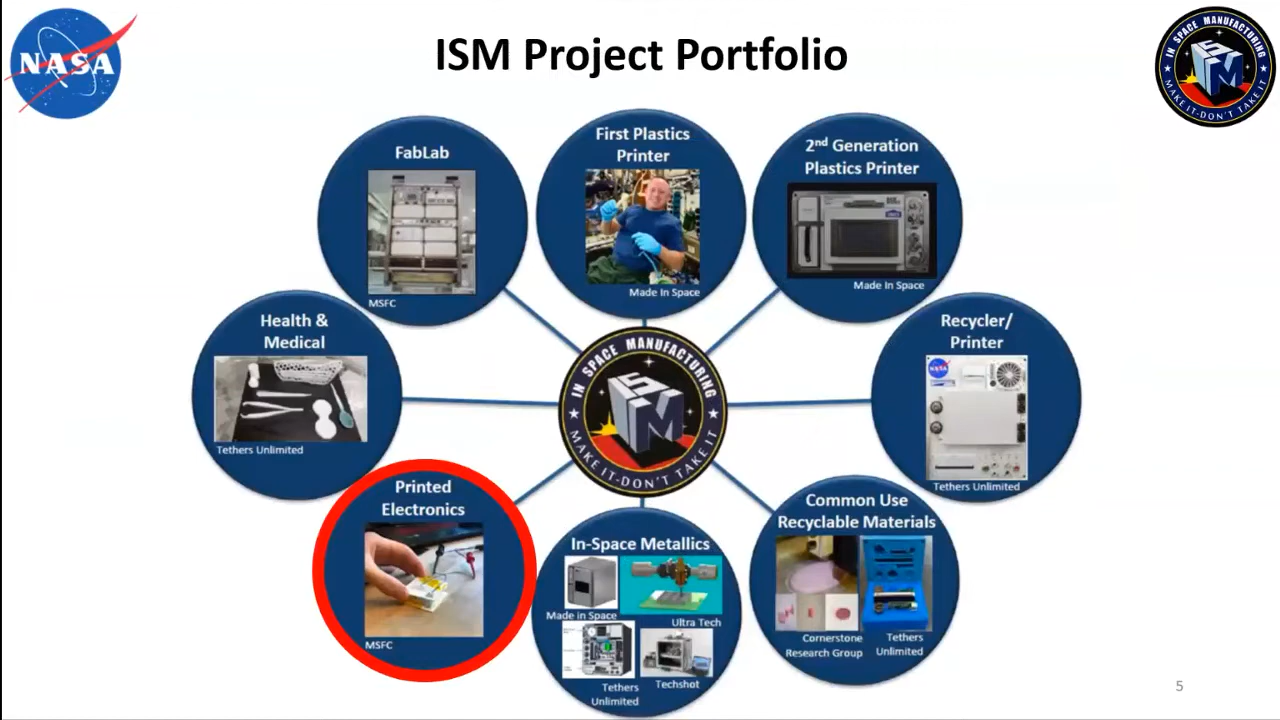 NASA
ISM Project Portfolio
IN SPACE MANUFACTURING
ISM
MAKE IT-DON'T TAKE IT
FabLab
MSFC
First Plastics
Printer
Made In Space
2nd Generation
Plastics Printer
Made In Space
Health &
Medical
Tethers Unlimited
IN SPACE MANUFACTURING
ISM
MAKE IT-DON'T TAKE IT
Recycler/
Printer
NASA
Tethers Unlimited
Printed
Electronics
MSFC
In-Space Metallics
Made in Space
Ultra Tech
Tethers
Unlimited
Techshot
Common Use
Recyclable Materials
Cornerstone
Research Group
Tethers
Unlimited
5